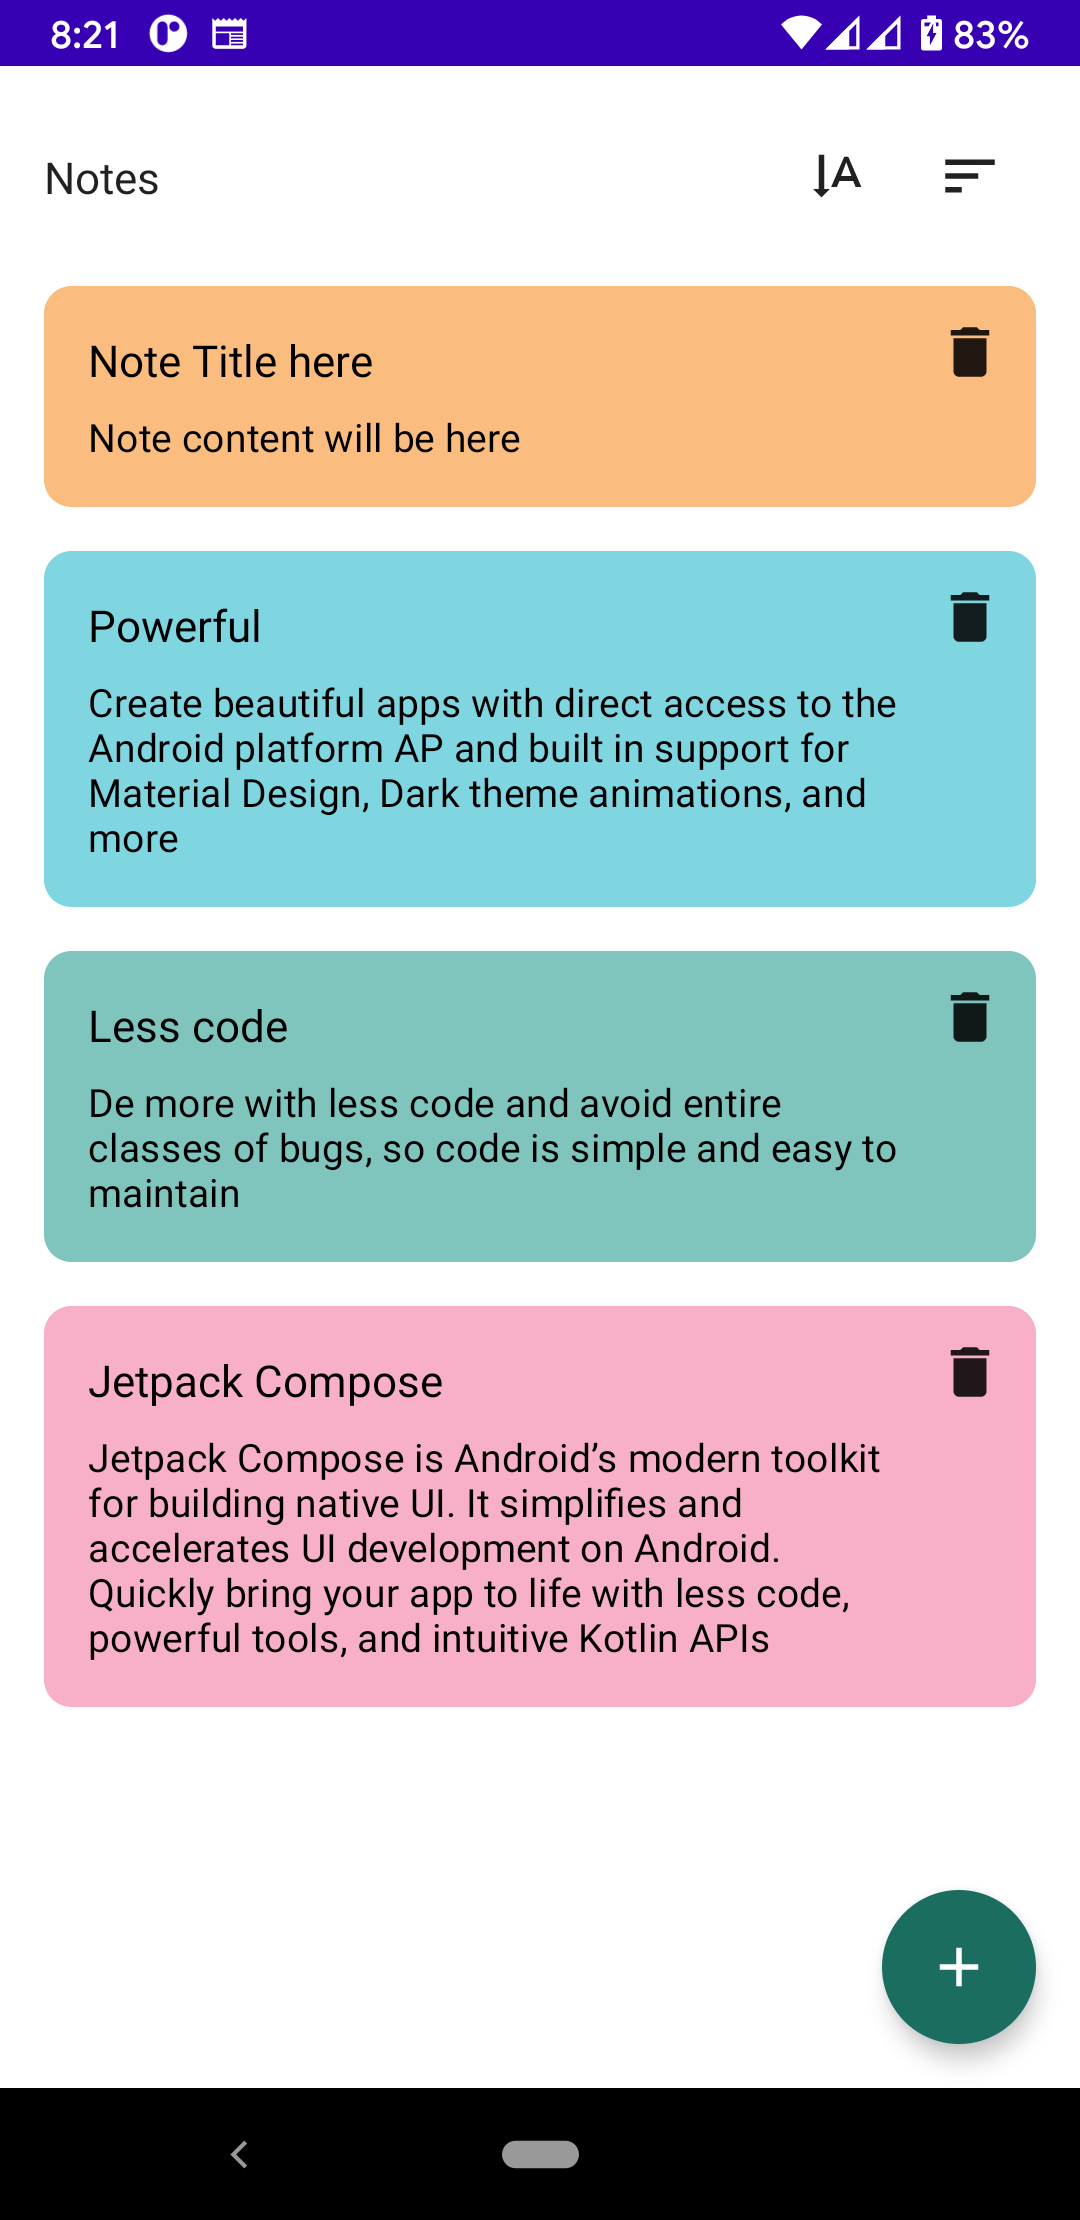 8:21 83%
Notes A
Note Title here
Note content will be here
Powerful
Create beautiful apps with direct access to the
Android platform AP and built in support for
Material Design, Dark theme animations, and
more
Less code
De more with less code and avoid entire
classes of bugs, so code is simple and easy to
maintain
Jetpack Compose
Jetpack Compose is Android’s modern toolkit
for building native UI. It simplifies and
accelerates UI development on Android.
Quickly bring your app to life with less code,
powerful tools, and intuitive Kotlin APIs